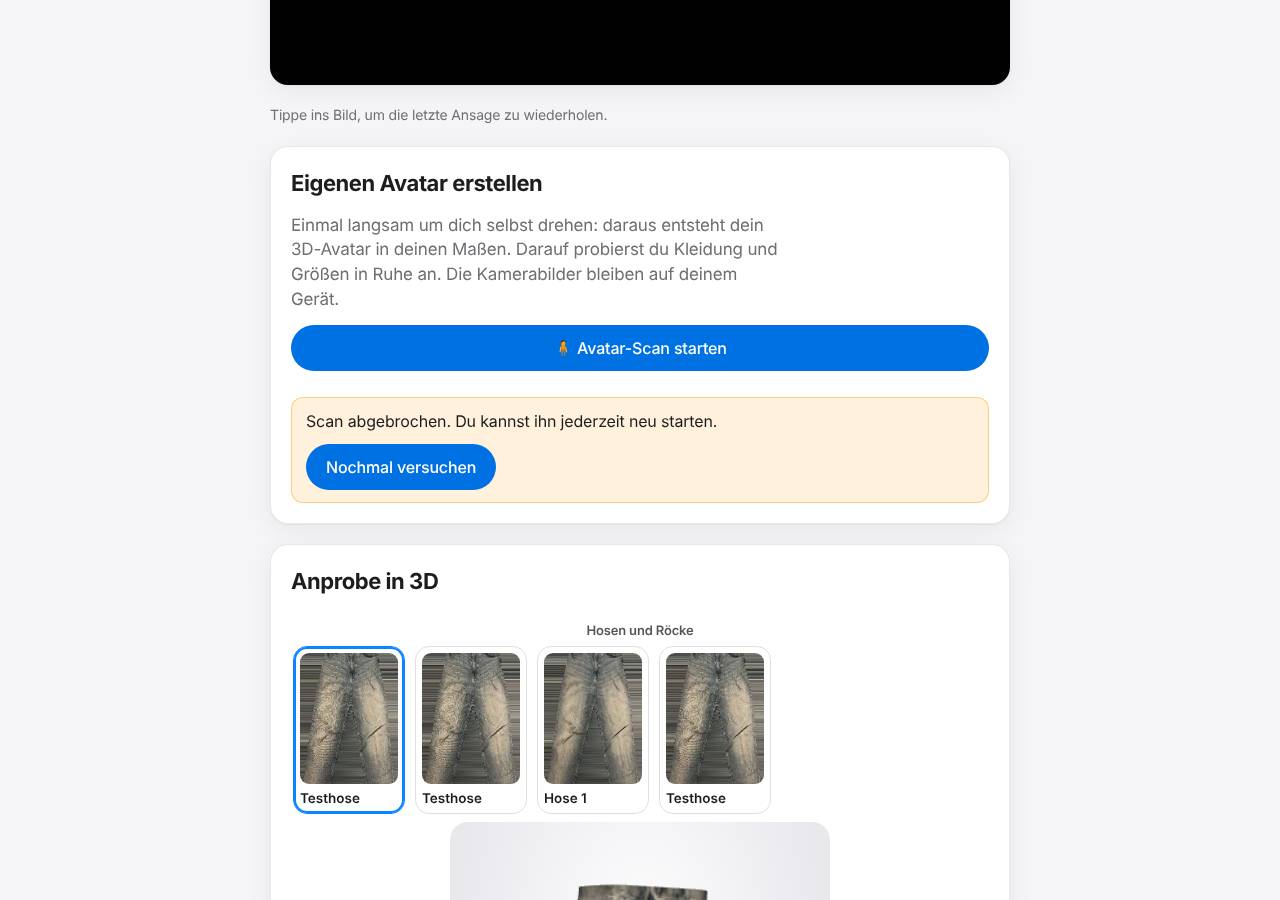 Tippe ins Bild, um die letzte Ansage zu wiederholen.
Eigenen Avatar erstellen
Einmal langsam um dich selbst drehen: daraus entsteht dein
3D-Avatar in deinen Maßen. Darauf probierst du Kleidung und
Größen in Ruhe an. Die Kamerabilder bleiben auf deinem
Gerät.
🧍 Avatar-Scan starten
Scan abgebrochen. Du kannst ihn jederzeit neu starten.
Nochmal versuchen
Anprobe in 3D
Hosen und Röcke
Testhose
Testhose
Hose 1
Testhose